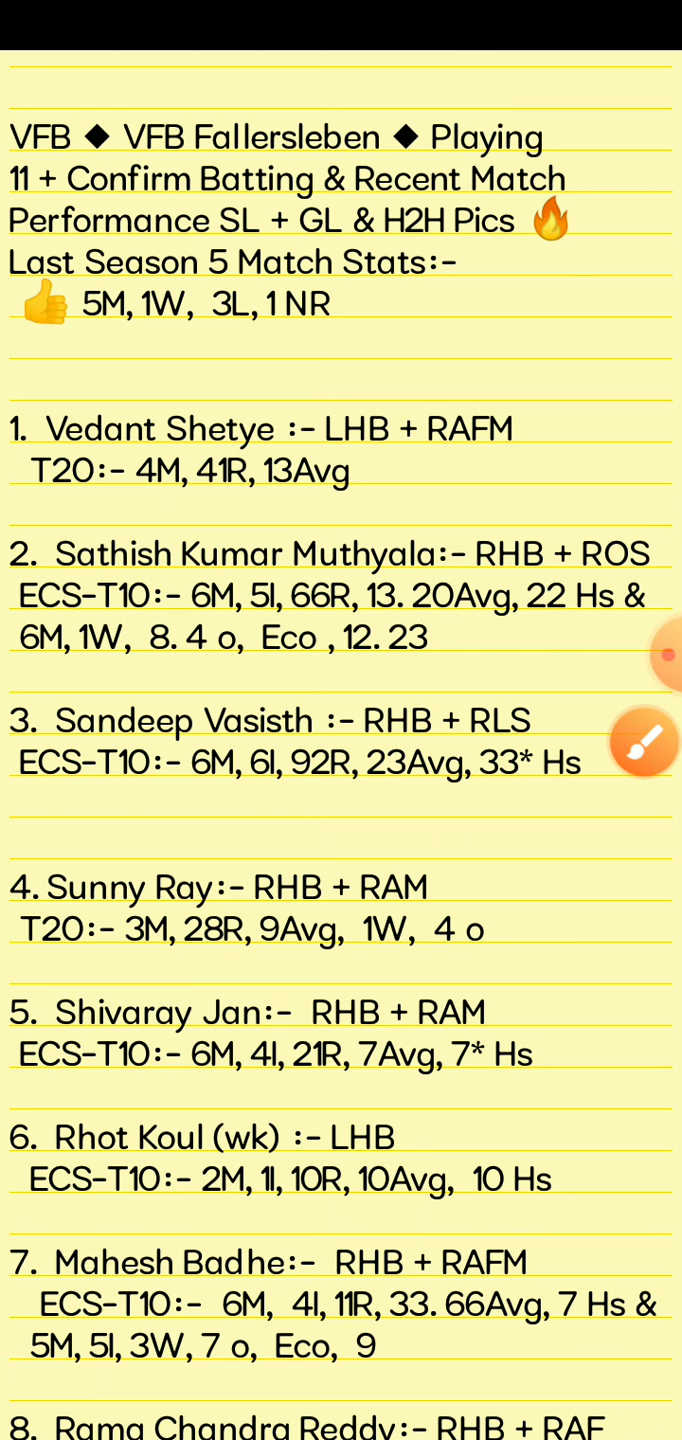 VFB ◆ VFB Fallersleben ◆ Playing
11 + Confirm Batting & Recent Match
Performance SL + GL & H2H Pics 🔥
Last Season 5 Match Stats:-
👍 5M, 1W, 3L, 1 NR
1. Vedant Shetye :- LHB + RAFM
T20:- 4M, 41R, 13Avg
2. Sathish Kumar Muthyala:- RHB + ROS
ECS-T10:- 6M, 5I, 66R, 13. 20Avg, 22 Hs &
6M, 1W, 8. 4 o, Eco , 12. 23
3. Sandeep Vasisth :- RHB + RLS
ECS-T10:- 6M, 6I, 92R, 23Avg, 33* Hs
4. Sunny Ray:- RHB + RAM
T20:- 3M, 28R, 9Avg, 1W, 4 o
5. Shivaray Jan:- RHB + RAM
ECS-T10:- 6M, 4I, 21R, 7Avg, 7* Hs
6. Rhot Koul (wk) :- LHB
ECS-T10:- 2M, 1I, 10R, 10Avg, 10 Hs
7. Mahesh Badhe:- RHB + RAFM
ECS-T10:- 6M, 4I, 11R, 33. 66Avg, 7 Hs &
5M, 5I, 3W, 7 o, Eco, 9
8. Rama Chandra Reddy:- RHB + RAF